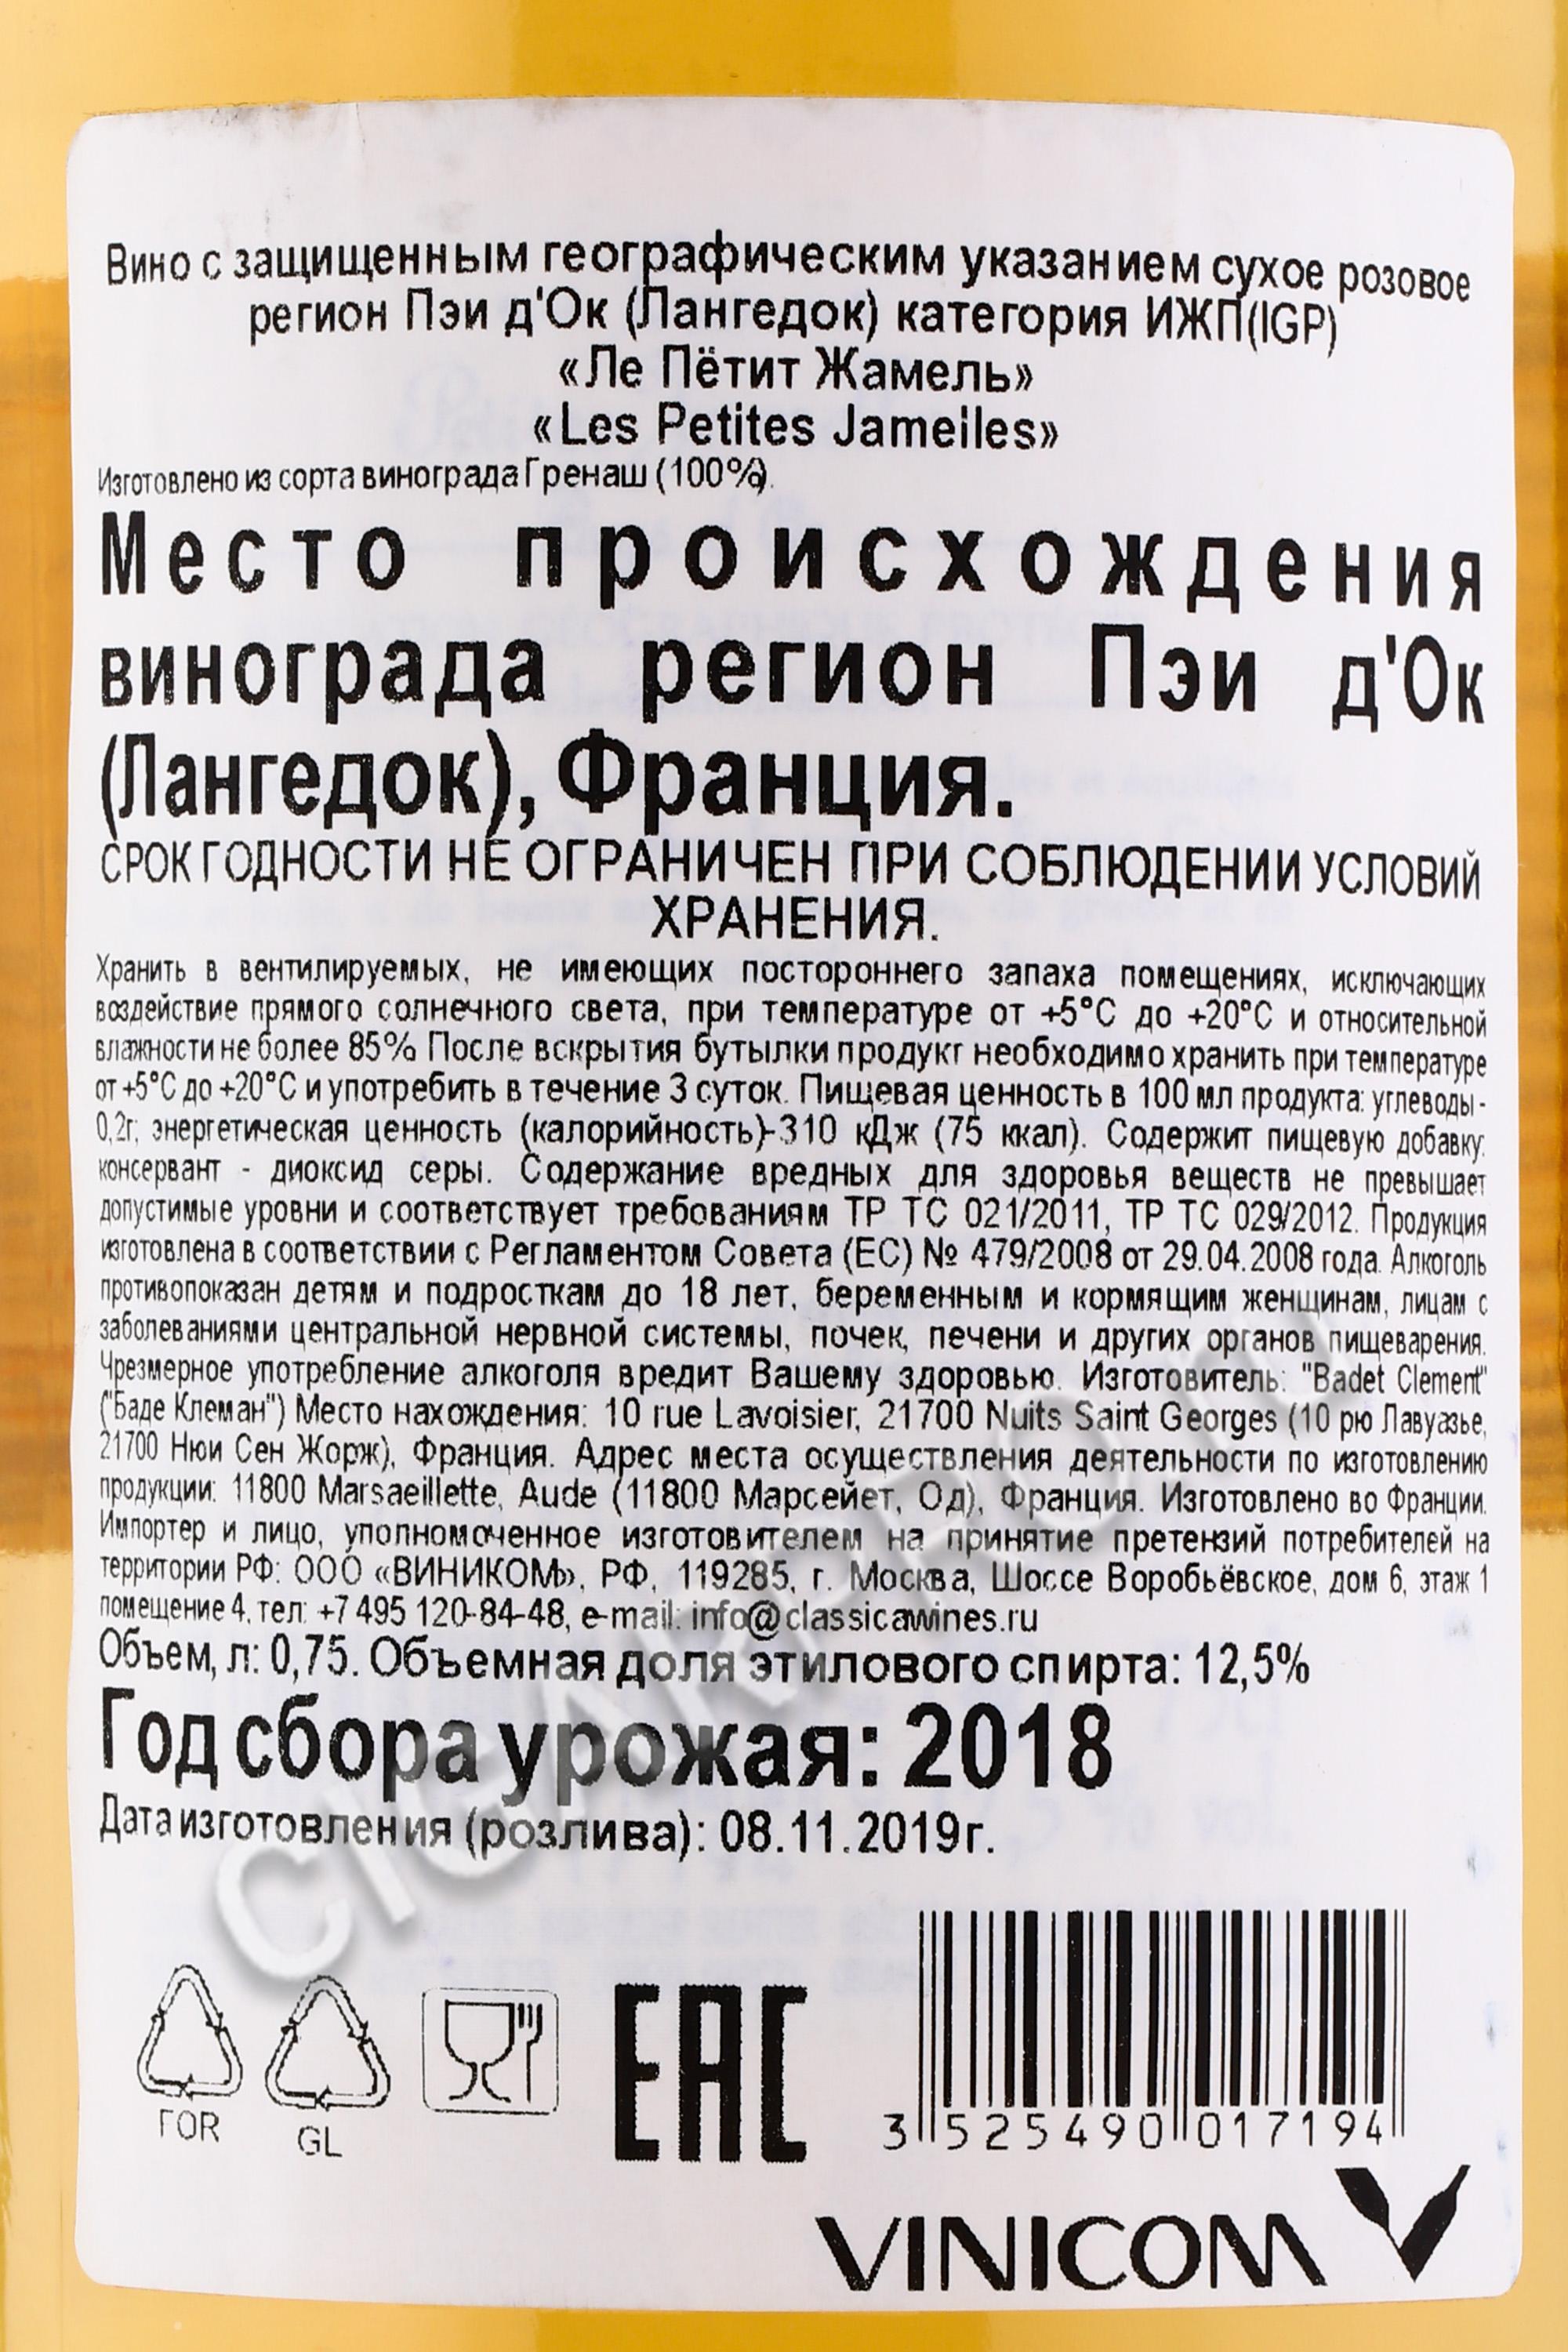 Вино с защищенным географическим указанием сухое розовое
регион Пэи д'Ок (Лангедок) категория ИЖП(IGP)
«Ле Пётит Жамель»
«Les Petites Jameiles»
Изготовлено из сорта винограда Гренаш (100%).
Место происхождения
винограда регион Пэи д'Ок
(Лангедок), Франция.
СРОК ГОДНОСТИ НЕ ОГРАНИЧЕН ПРИ СОБЛЮДЕНИИ УСЛОВИЙ
ХРАНЕНИЯ.
Хранить в вентилируемых, не имеющих постороннего запаха помещениях, исключающих
воздействие прямого солнечного света, при температуре от +5°С до +20°С и относительной
влажности не более 85% После вскрытия бутылки продукт необходимо хранить при температуре
от +5°С до +20°С и употребить в течение 3 суток. Пищевая ценность в 100 мл продукта: углеводы -
0,2г; энергетическая ценность (калорийность)-310 кДж (75 ккал). Содержит пищевую добавку:
консервант - диоксид серы. Содержание вредных для здоровья веществ не превышает
допустимые уровни и соответствует требованиям ТР ТС 021/2011, ТР ТС 029/2012. Продукция
изготовлена в соответствии с Регламентом Совета (ЕС) № 479/2008 от 29.04.2008 года. Алкоголь
противопоказан детям и подросткам до 18 лет, беременным и кормящим женщинам, лицам с
заболеваниями центральной нервной системы, почек, печени и других органов пищеварения.
Чрезмерное употребление алкоголя вредит Вашему здоровью. Изготовитель: "Badet Clement"
("Баде Клеман") Место нахождения: 10 rue Lavoisier, 21700 Nuits Saint Georges (10 рю Лавуазье,
21700 Нюи Сен Жорж), Франция. Адрес места осуществления деятельности по изготовлению
продукции: 11800 Marsaeillette, Aude (11800 Марсейет, Од), Франция. Изготовлено во Франции.
Импортер и лицо, уполномоченное изготовителем на принятие претензий потребителей на
территории РФ: ООО «ВИНИКОМ», РФ, 119285, г. Москва, Шоссе Воробьёвское, дом 6, этаж 1
помещение 4, тел: +7 495 120-84-48, e-mail: info@classicawines.ru
Объем, л: 0,75. Объемная доля этилового спирта: 12,5%
Год сбора урожая: 2018
Дата изготовления (розлива): 08.11.2019г.
CIGARPRO.ru
FOR
GL
EAC
3 525490 017194
VINICOM